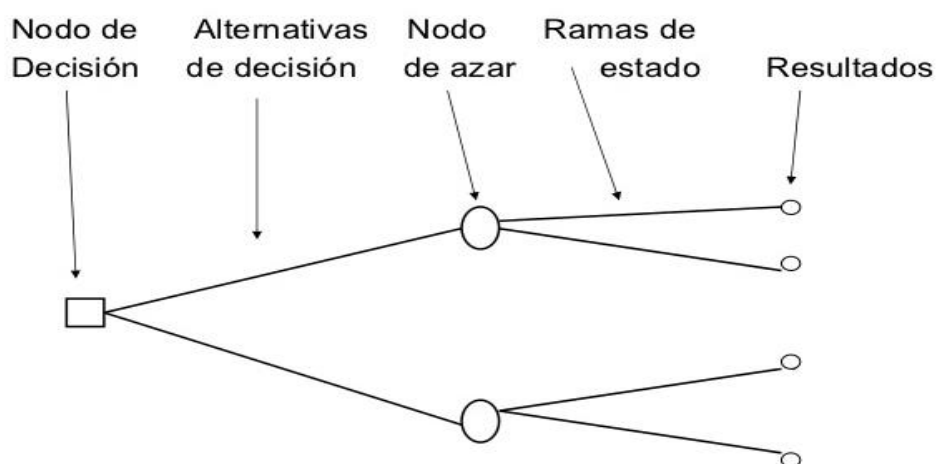 Nodo de Alternativas Nodo Ramas de
Decisión de decisión de azar estado Resultados